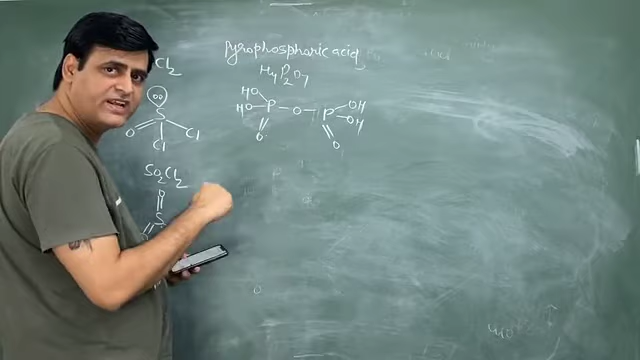 Cl2
S
O Cl
Cl
SO2Cl2
O
S
Pyrophosphoric acid
H4P2O7
HO OH
HO P - O - P OH
O O